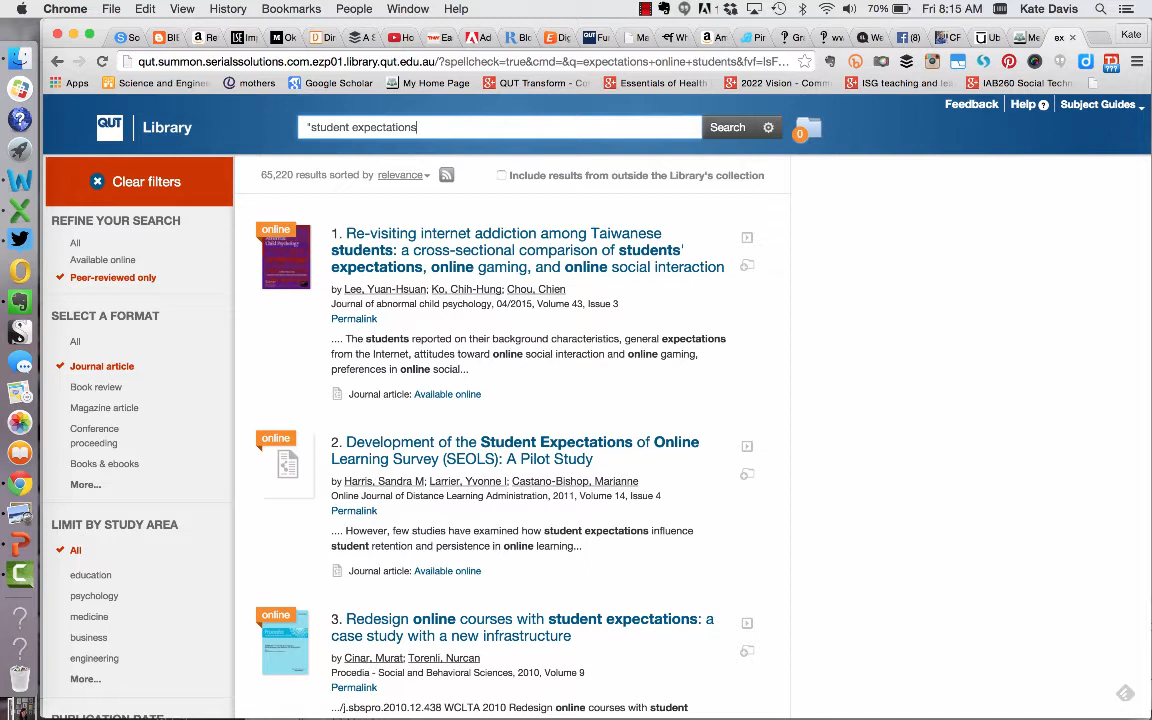 Chrome File Edit View History Bookmarks People Window Help
70% Fri 8:15 AM Kate Davis
Kate
qut.summon.serialssolutions.com.ezp01.library.qut.edu.au/?spellcheck=true&cmd=&q=expectations+online+students&fvf=IsF...
Apps Science and Engine mothers Google Scholar My Home Page QUT Transform - Co Essentials of Health 2022 Vision - Comm ISG teaching and le IAB260 Social Techn
Feedback Help ? Subject Guides
QUT Library
"student expectations
Search
0
Clear filters
65,220 results sorted by relevance
Include results from outside the Library's collection
REFINE YOUR SEARCH
All
Available online
Peer-reviewed only
SELECT A FORMAT
All
Journal article
Book review
Magazine article
Conference
proceeding
Books & ebooks
More...
LIMIT BY STUDY AREA
All
education
psychology
medicine
business
engineering
More...
PUBLICATION DATE
online
1. Re-visiting internet addiction among Taiwanese
students: a cross-sectional comparison of students'
expectations, online gaming, and online social interaction
by Lee, Yuan-Hsuan; Ko, Chih-Hung; Chou, Chien
Journal of abnormal child psychology, 04/2015, Volume 43, Issue 3
Permalink
.... The students reported on their background characteristics, general expectations
from the Internet, attitudes toward online social interaction and online gaming,
preferences in online social...
Journal article: Available online
online
2. Development of the Student Expectations of Online
Learning Survey (SEOLS): A Pilot Study
by Harris, Sandra M; Larrier, Yvonne I; Castano-Bishop, Marianne
Online Journal of Distance Learning Administration, 2011, Volume 14, Issue 4
Permalink
.... However, few studies have examined how student expectations influence
student retention and persistence in online learning...
Journal article: Available online
online
3. Redesign online courses with student expectations: a
case study with a new infrastructure
by Cinar, Murat; Torenli, Nurcan
Procedia - Social and Behavioral Sciences, 2010, Volume 9
Permalink
.../j.sbspro.2010.12.438 WCLTA 2010 Redesign online courses with student